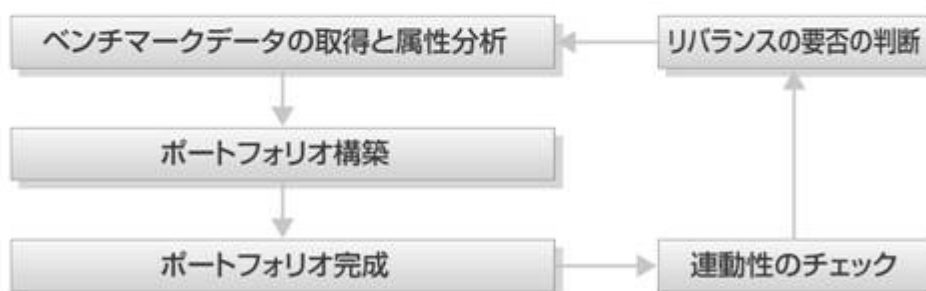 ベンチマークデータの取得と属性分析
リバランスの要否の判断
ポートフォリオ構築
ポートフォリオ完成
連動性のチェック